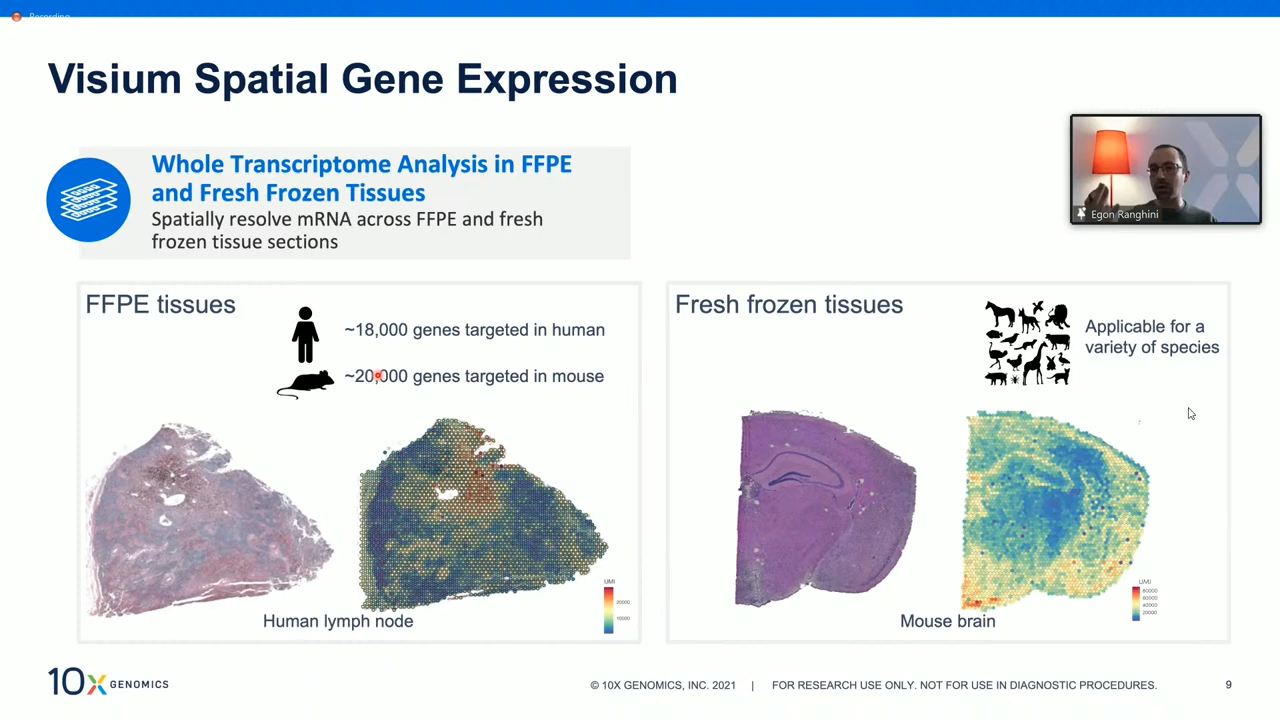 Recording
Visium Spatial Gene Expression
Whole Transcriptome Analysis in FFPE
and Fresh Frozen Tissues
Spatially resolve mRNA across FFPE and fresh
frozen tissue sections
Egon Ranghini
FFPE tissues
~18,000 genes targeted in human
~20,000 genes targeted in mouse
UMI
20000
10000
Human lymph node
Fresh frozen tissues
Applicable for a
variety of species
UMI
80000
60000
40000
20000
Mouse brain
10x GENOMICS
© 10X GENOMICS, INC. 2021 | FOR RESEARCH USE ONLY. NOT FOR USE IN DIAGNOSTIC PROCEDURES.
9